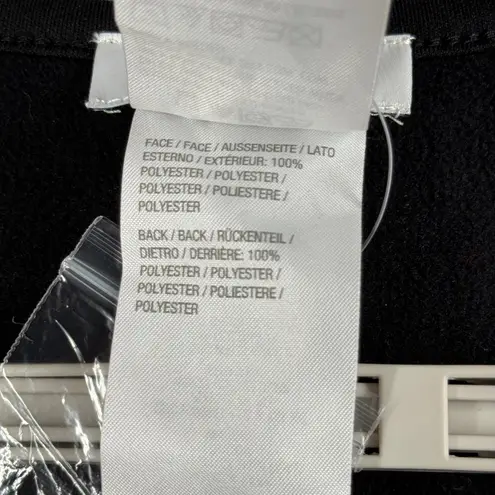 FACE / FACE / AUSSENSEITE / LATO
ESTERNO / EXTÉRIEUR: 100%
POLYESTER / POLYESTER /
POLYESTER / POLIESTERE /
POLYESTER
BACK / BACK / RÜCKENTEIL /
DIETRO / DERRIÈRE: 100%
POLYESTER / POLYESTER /
POLYESTER / POLIESTERE /
POLYESTER